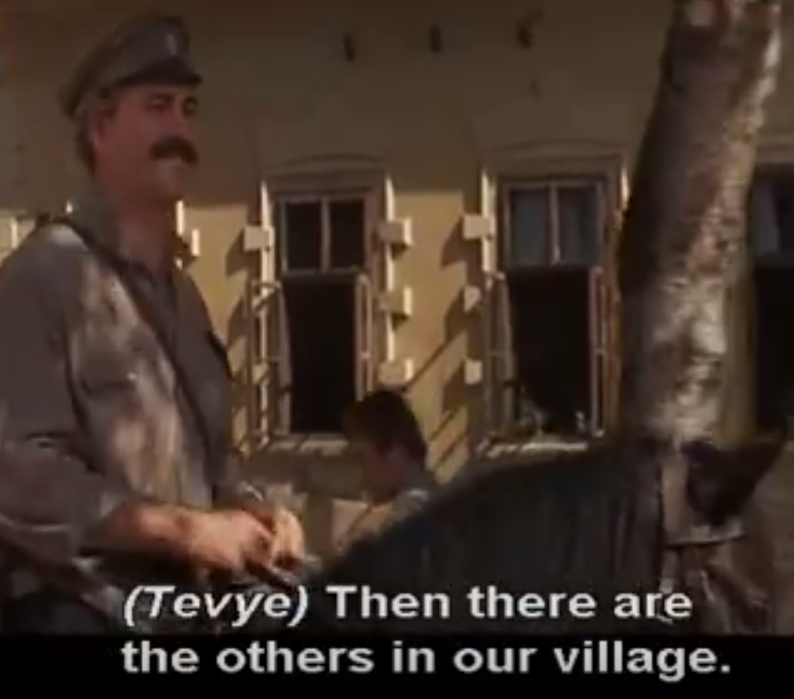 (Tevye) Then there are
the others in our village.